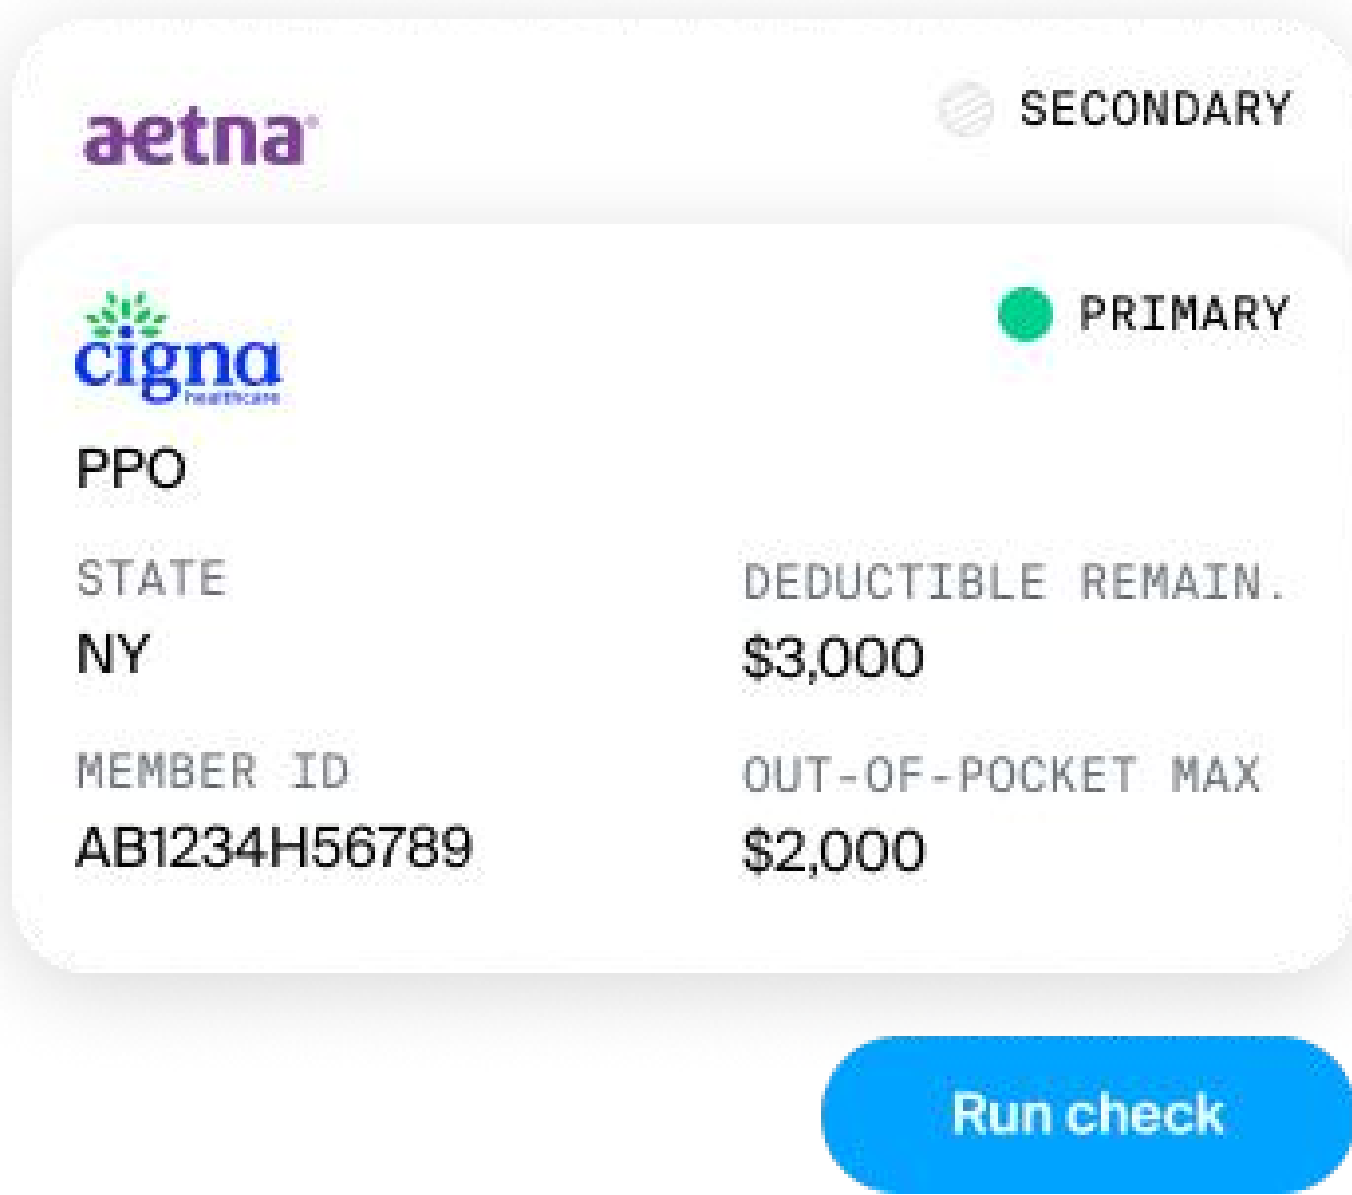 aetna
SECONDARY
cigna
healthcare
PRIMARY
PPO
STATE
NY
DEDUCTIBLE REMAIN.
$3,000
MEMBER ID
AB1234H56789
OUT-OF-POCKET MAX
$2,000
Run check